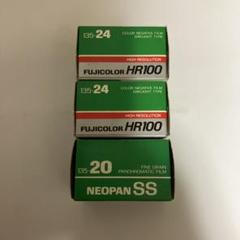 135-24
COLOR NEGATIVE FILM
DAYLIGHT TYPE
HIGH RESOLUTION
FUJICOLOR HR100
135-24
COLOR NEGATIVE FILM
DAYLIGHT TYPE
HIGH RESOLUTION
FUJICOLOR HR100
135-20
FINE GRAIN
PANCHROMATIC FILM
NEOPAN SS